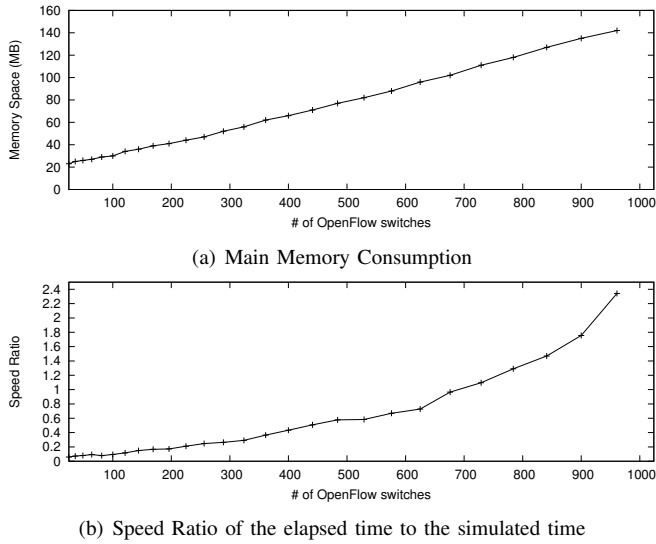 160
140
120
100
80
60
40
20
0
Memory Space (MB)
100 200 300 400 500 600 700 800 900 1000
# of OpenFlow switches
(a) Main Memory Consumption
2.4
2.2
2
1.8
1.6
1.4
1.2
1
0.8
0.6
0.4
0.2
0
Speed Ratio
100 200 300 400 500 600 700 800 900 1000
# of OpenFlow switches
(b) Speed Ratio of the elapsed time to the simulated time